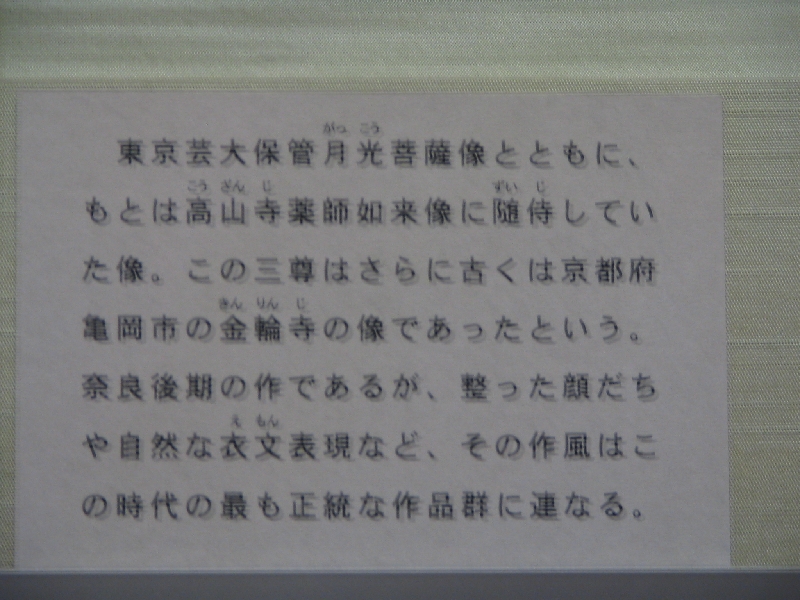 東京芸大保管月光菩薩像とともに、
もとは高山寺薬師如来像に随侍してい
た像。この三尊はさらに古くは京都府
亀岡市の金輪寺の像であったという。
奈良後期の作であるが、整った顔だち
や自然な衣文表現など、その作風はこ
の時代の最も正統な作品群に連なる。